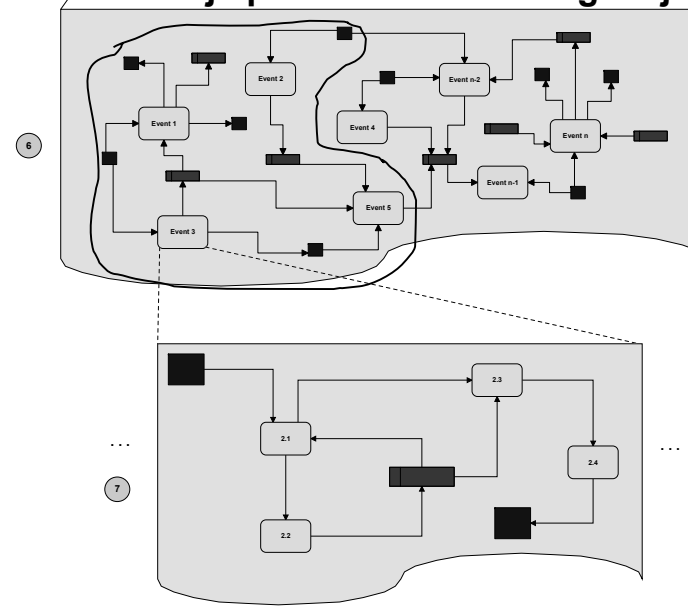 Event 2
Event n-2
Event 1
Event 4
Event n
6
Event n-1
Event 5
Event 3
2.3
2.1
...
...
2.4
7
2.2